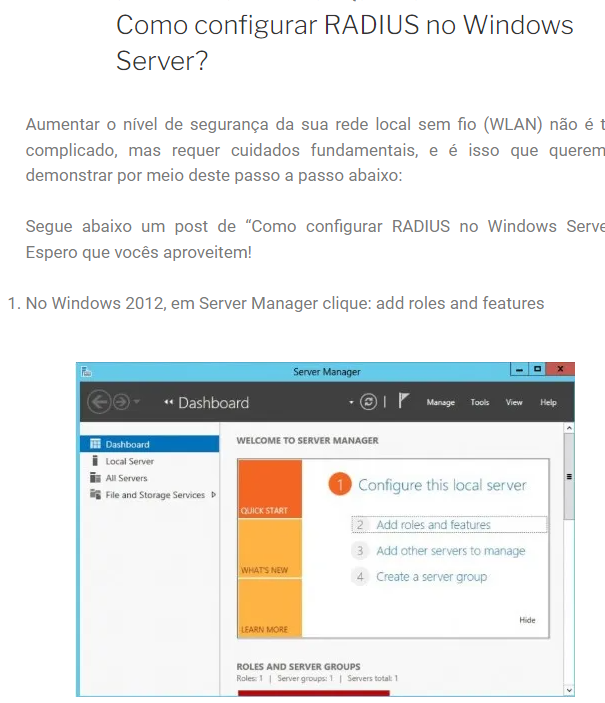 Como configurar RADIUS no Windows
Server?
Aumentar o nível de segurança da sua rede local sem fio (WLAN) não é t
complicado, mas requer cuidados fundamentais, e é isso que querem
demonstrar por meio deste passo a passo abaixo:
Segue abaixo um post de “Como configurar RADIUS no Windows Serve
Espero que vocês aproveitem!
1. No Windows 2012, em Server Manager clique: add roles and features
Server Manager
Dashboard
Manage Tools View Help
Dashboard
Local Server
All Servers
File and Storage Services
WELCOME TO SERVER MANAGER
QUICK START
WHAT'S NEW
LEARN MORE
1 Configure this local server
2 Add roles and features
3 Add other servers to manage
4 Create a server group
Hide
ROLES AND SERVER GROUPS
Roles: 1 | Server groups: 1 | Servers total: 1